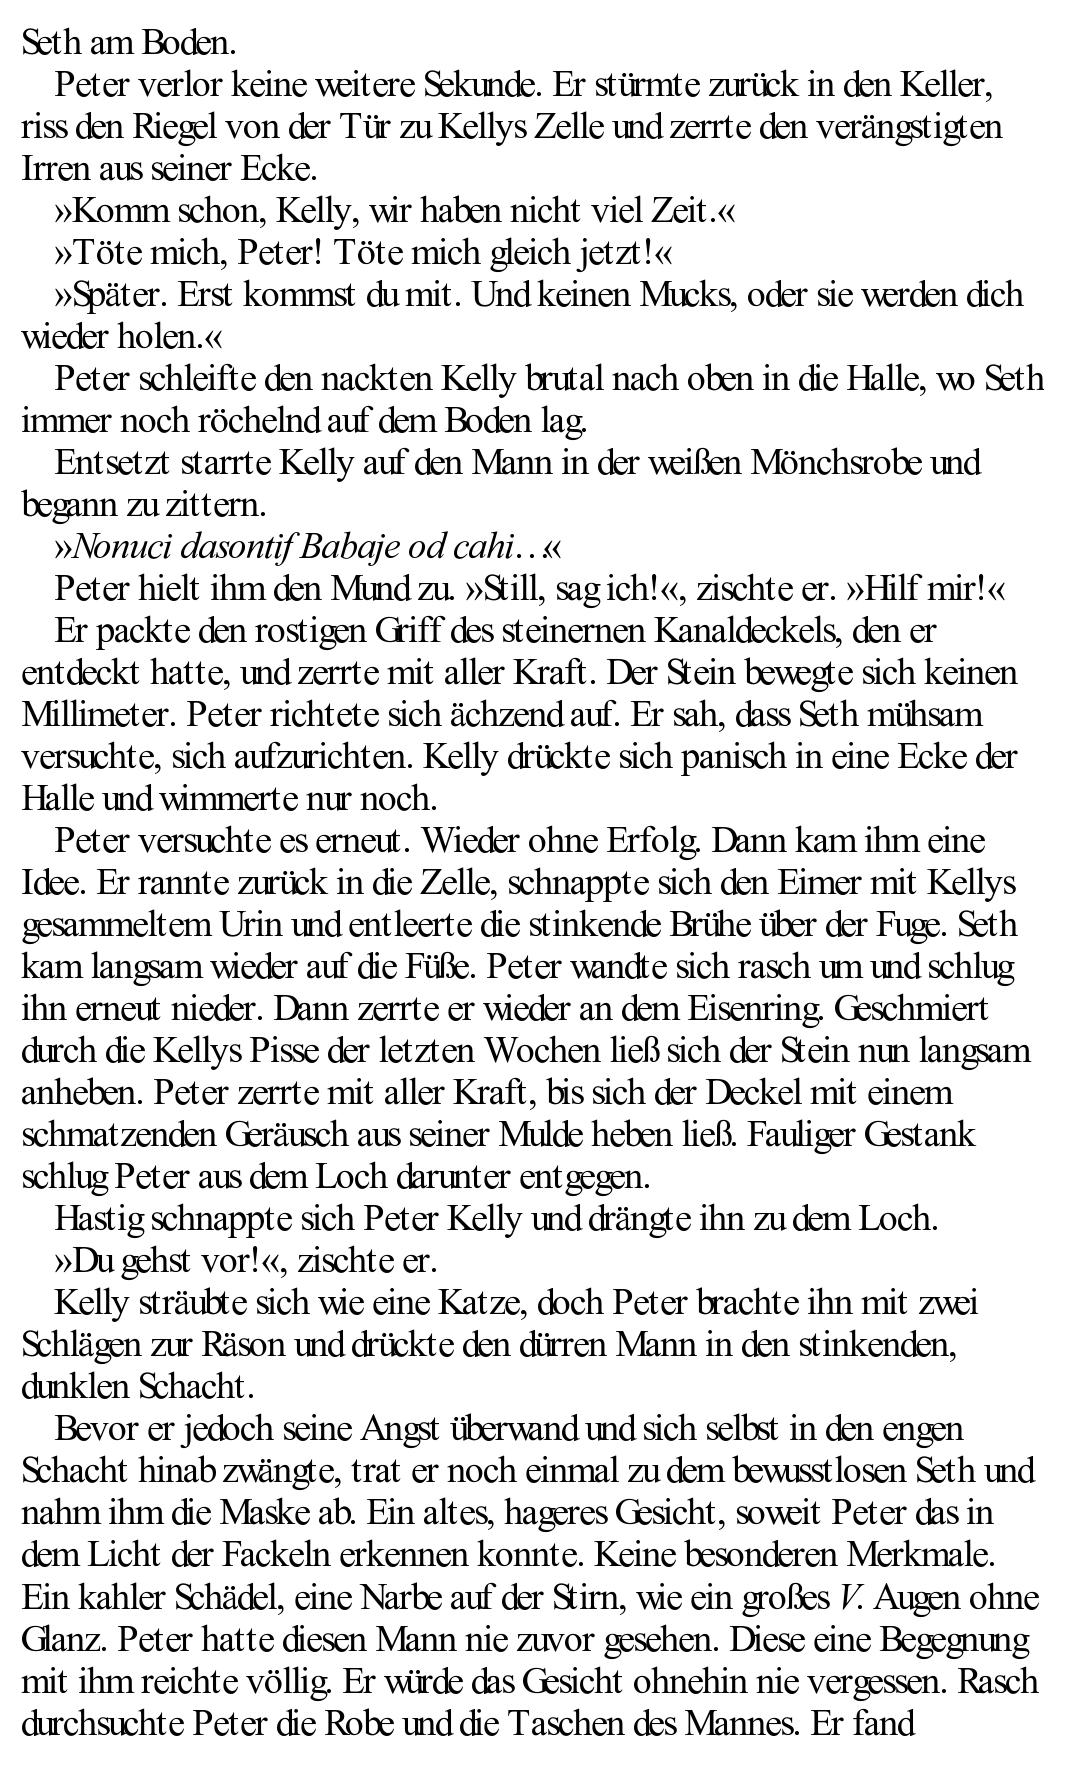 Seth am Boden.
Peter verlor keine weitere Sekunde. Er stürmte zurück in den Keller,
riss den Riegel von der Tür zu Kellys Zelle und zerrte den verängstigten
Irren aus seiner Ecke.
»Komm schon, Kelly, wir haben nicht viel Zeit.«
»Töte mich, Peter! Töte mich gleich jetzt!«
»Später. Erst kommst du mit. Und keinen Mucks, oder sie werden dich
wieder holen.«
Peter schleifte den nackten Kelly brutal nach oben in die Halle, wo Seth
immer noch röchelnd auf dem Boden lag.
Entsetzt starrte Kelly auf den Mann in der weißen Mönchsrobe und
begann zu zittern.
»Nonuci dasontif Babaje od cahi…«
Peter hielt ihm den Mund zu. »Still, sag ich!«, zischte er. »Hilf mir!«
Er packte den rostigen Griff des steinernen Kanaldeckels, den er
entdeckt hatte, und zerrte mit aller Kraft. Der Stein bewegte sich keinen
Millimeter. Peter richtete sich ächzend auf. Er sah, dass Seth mühsam
versuchte, sich aufzurichten. Kelly drückte sich panisch in eine Ecke der
Halle und wimmerte nur noch.
Peter versuchte es erneut. Wieder ohne Erfolg. Dann kam ihm eine
Idee. Er rannte zurück in die Zelle, schnappte sich den Eimer mit Kellys
gesammeltem Urin und entleerte die stinkende Brühe über der Fuge. Seth
kam langsam wieder auf die Füße. Peter wandte sich rasch um und schlug
ihn erneut nieder. Dann zerrte er wieder an dem Eisenring. Geschmiert
durch die Kellys Pisse der letzten Wochen ließ sich der Stein nun langsam
anheben. Peter zerrte mit aller Kraft, bis sich der Deckel mit einem
schmatzenden Geräusch aus seiner Mulde heben ließ. Fauliger Gestank
schlug Peter aus dem Loch darunter entgegen.
Hastig schnappte sich Peter Kelly und drängte ihn zu dem Loch.
»Du gehst vor!«, zischte er.
Kelly sträubte sich wie eine Katze, doch Peter brachte ihn mit zwei
Schlägen zur Räson und drückte den dürren Mann in den stinkenden,
dunklen Schacht.
Bevor er jedoch seine Angst überwand und sich selbst in den engen
Schacht hinab zwängte, trat er noch einmal zu dem bewusstlosen Seth und
nahm ihm die Maske ab. Ein altes, hageres Gesicht, soweit Peter das in
dem Licht der Fackeln erkennen konnte. Keine besonderen Merkmale.
Ein kahler Schädel, eine Narbe auf der Stirn, wie ein großes V. Augen ohne
Glanz. Peter hatte diesen Mann nie zuvor gesehen. Diese eine Begegnung
mit ihm reichte völlig. Er würde das Gesicht ohnehin nie vergessen. Rasch
durchsuchte Peter die Robe und die Taschen des Mannes. Er fand